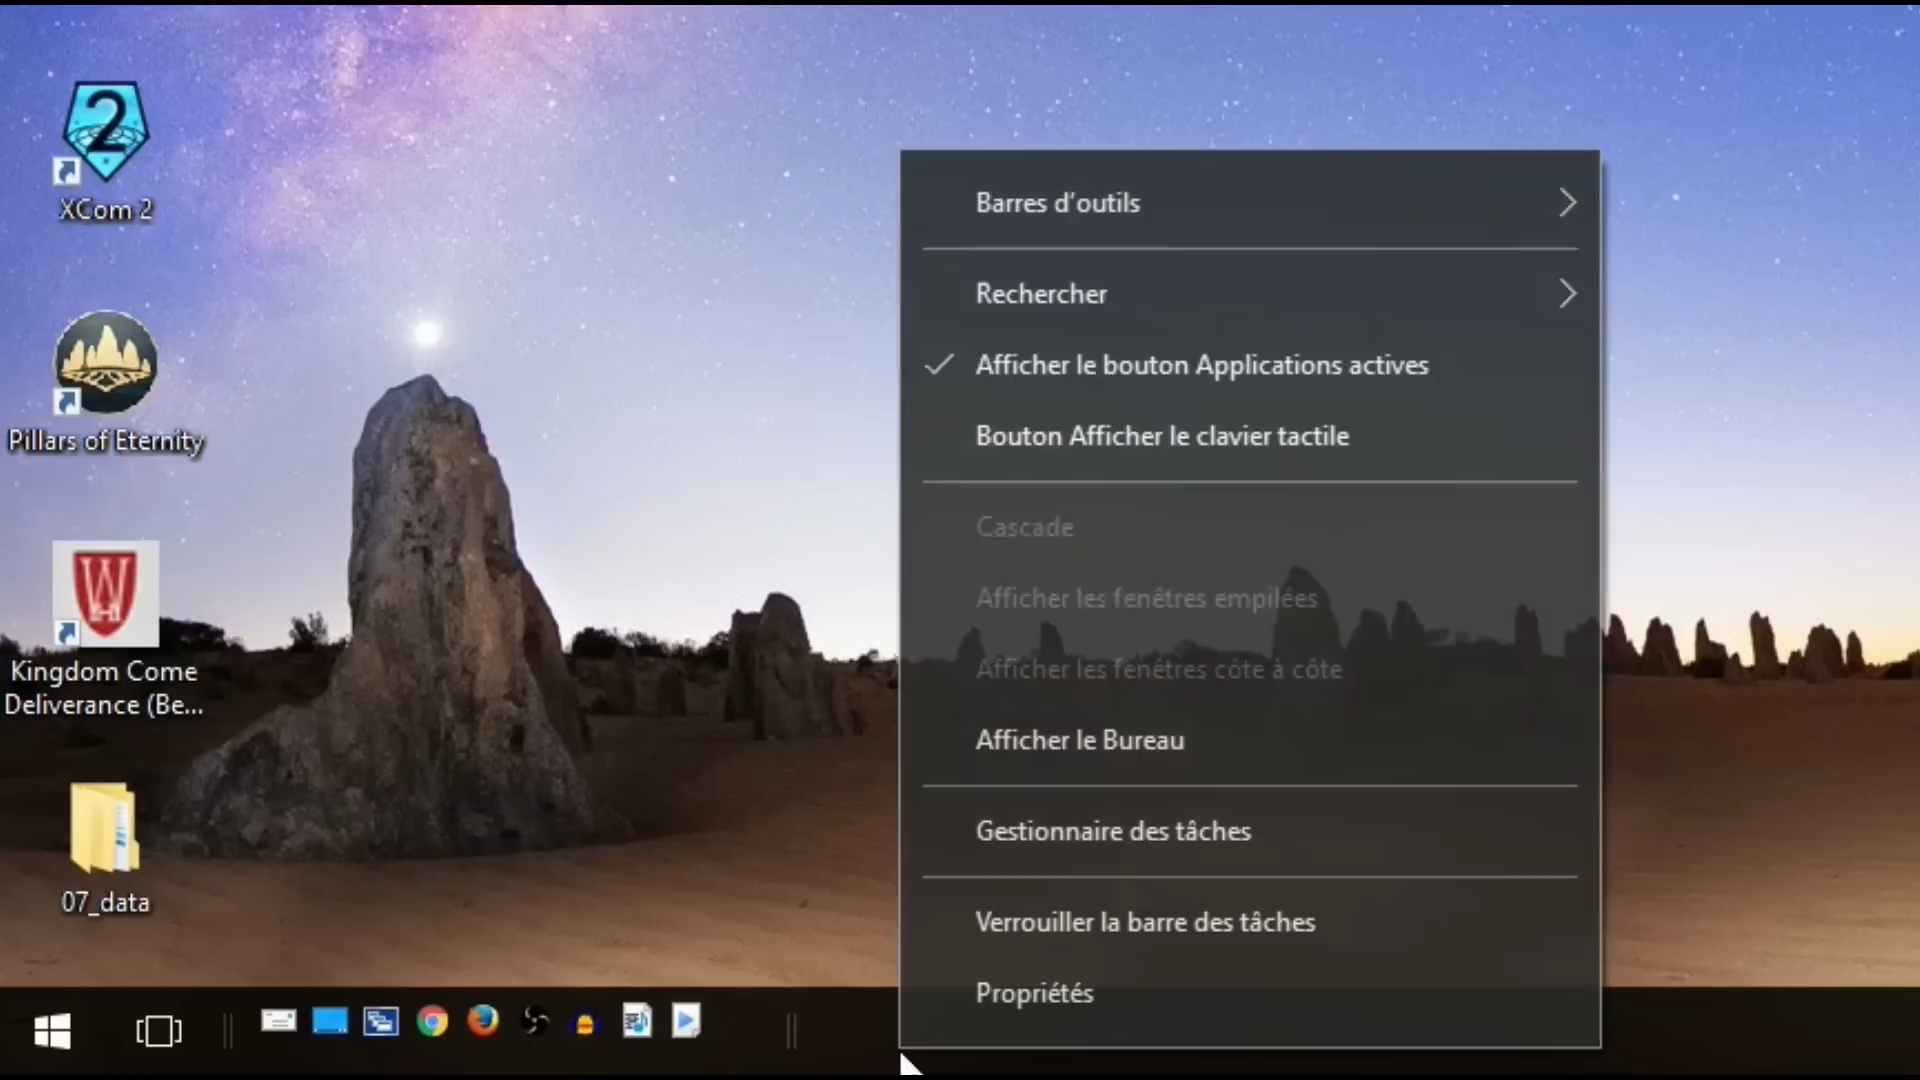 XCom 2
Pillars of Eternity
Kingdom Come
Deliverance (Be...
07_data
Barres d'outils
Rechercher
Afficher le bouton Applications actives
Bouton Afficher le clavier tactile
Cascade
Afficher les fenêtres empilées
Afficher les fenêtres côte à côte
Afficher le Bureau
Gestionnaire des tâches
Verrouiller la barre des tâches
Propriétés